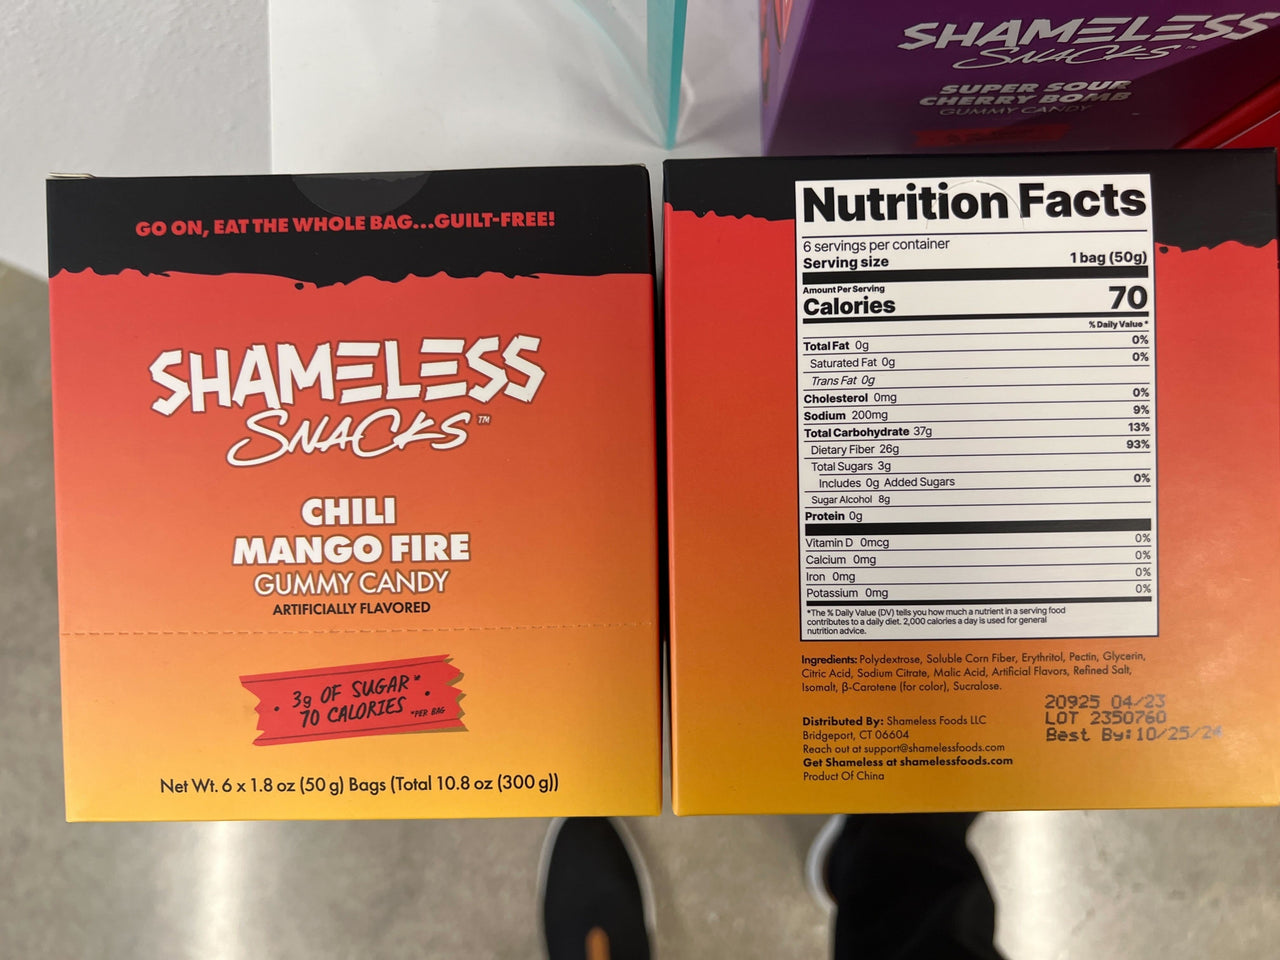 SHAMELESS
SNACKS™
SUPER SOUR
CHERRY BOMB
GUMMY CANDY
GO ON, EAT THE WHOLE BAG...GUILT-FREE!
SHAMELESS
SNACKS™
CHILI
MANGO FIRE
GUMMY CANDY
ARTIFICIALLY FLAVORED
3g OF SUGAR*
70 CALORIES *PER BAG
Net Wt. 6 x 1.8 oz (50 g) Bags (Total 10.8 oz (300 g))
Nutrition Facts
6 servings per container
Serving size 1 bag (50g)
Amount Per Serving
Calories 70
% Daily Value *
Total Fat 0g 0%
Saturated Fat 0g 0%
Trans Fat 0g
Cholesterol 0mg 0%
Sodium 200mg 9%
Total Carbohydrate 37g 13%
Dietary Fiber 26g 93%
Total Sugars 3g
Includes 0g Added Sugars 0%
Sugar Alcohol 8g
Protein 0g
Vitamin D 0mcg 0%
Calcium 0mg 0%
Iron 0mg 0%
Potassium 0mg 0%
*The % Daily Value (DV) tells you how much a nutrient in a serving food
contributes to a daily diet. 2,000 calories a day is used for general
nutrition advice.
Ingredients: Polydextrose, Soluble Corn Fiber, Erythritol, Pectin, Glycerin,
Citric Acid, Sodium Citrate, Malic Acid, Artificial Flavors, Refined Salt,
Isomalt, β-Carotene (for color), Sucralose.
Distributed By: Shameless Foods LLC
Bridgeport, CT 06604
Reach out at support@shamelessfoods.com
Get Shameless at shamelessfoods.com
Product Of China
20925 04/23
LOT 2350760
Best By: